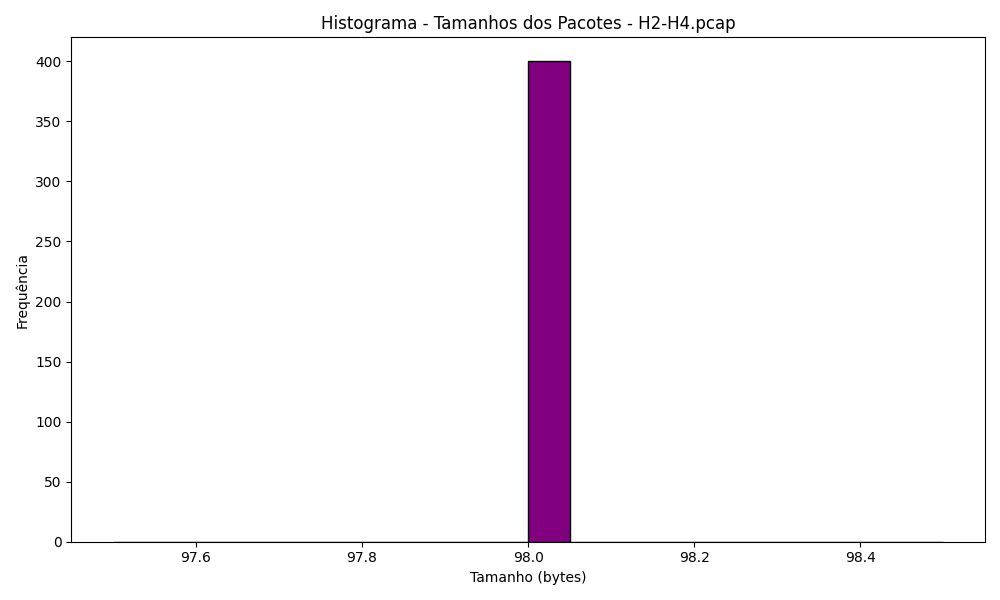 Histograma - Tamanhos dos Pacotes - H2-H4.pcap
400
350
300
250
200
150
100
50
0
Frequência
97.6 97.8 98.0 98.2 98.4
Tamanho (bytes)